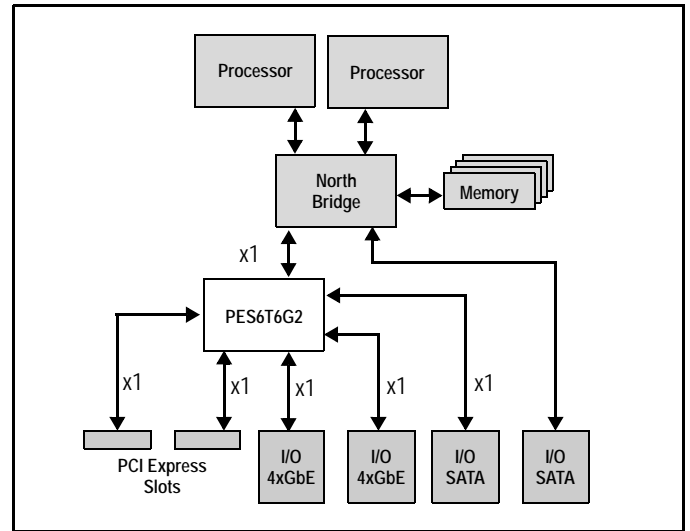 Processor
Processor
North
Bridge
Memory
x1
PES6T6G2
x1
x1
x1
x1
x1
PCI Express
Slots
I/O
4xGbE
I/O
4xGbE
I/O
SATA
I/O
SATA